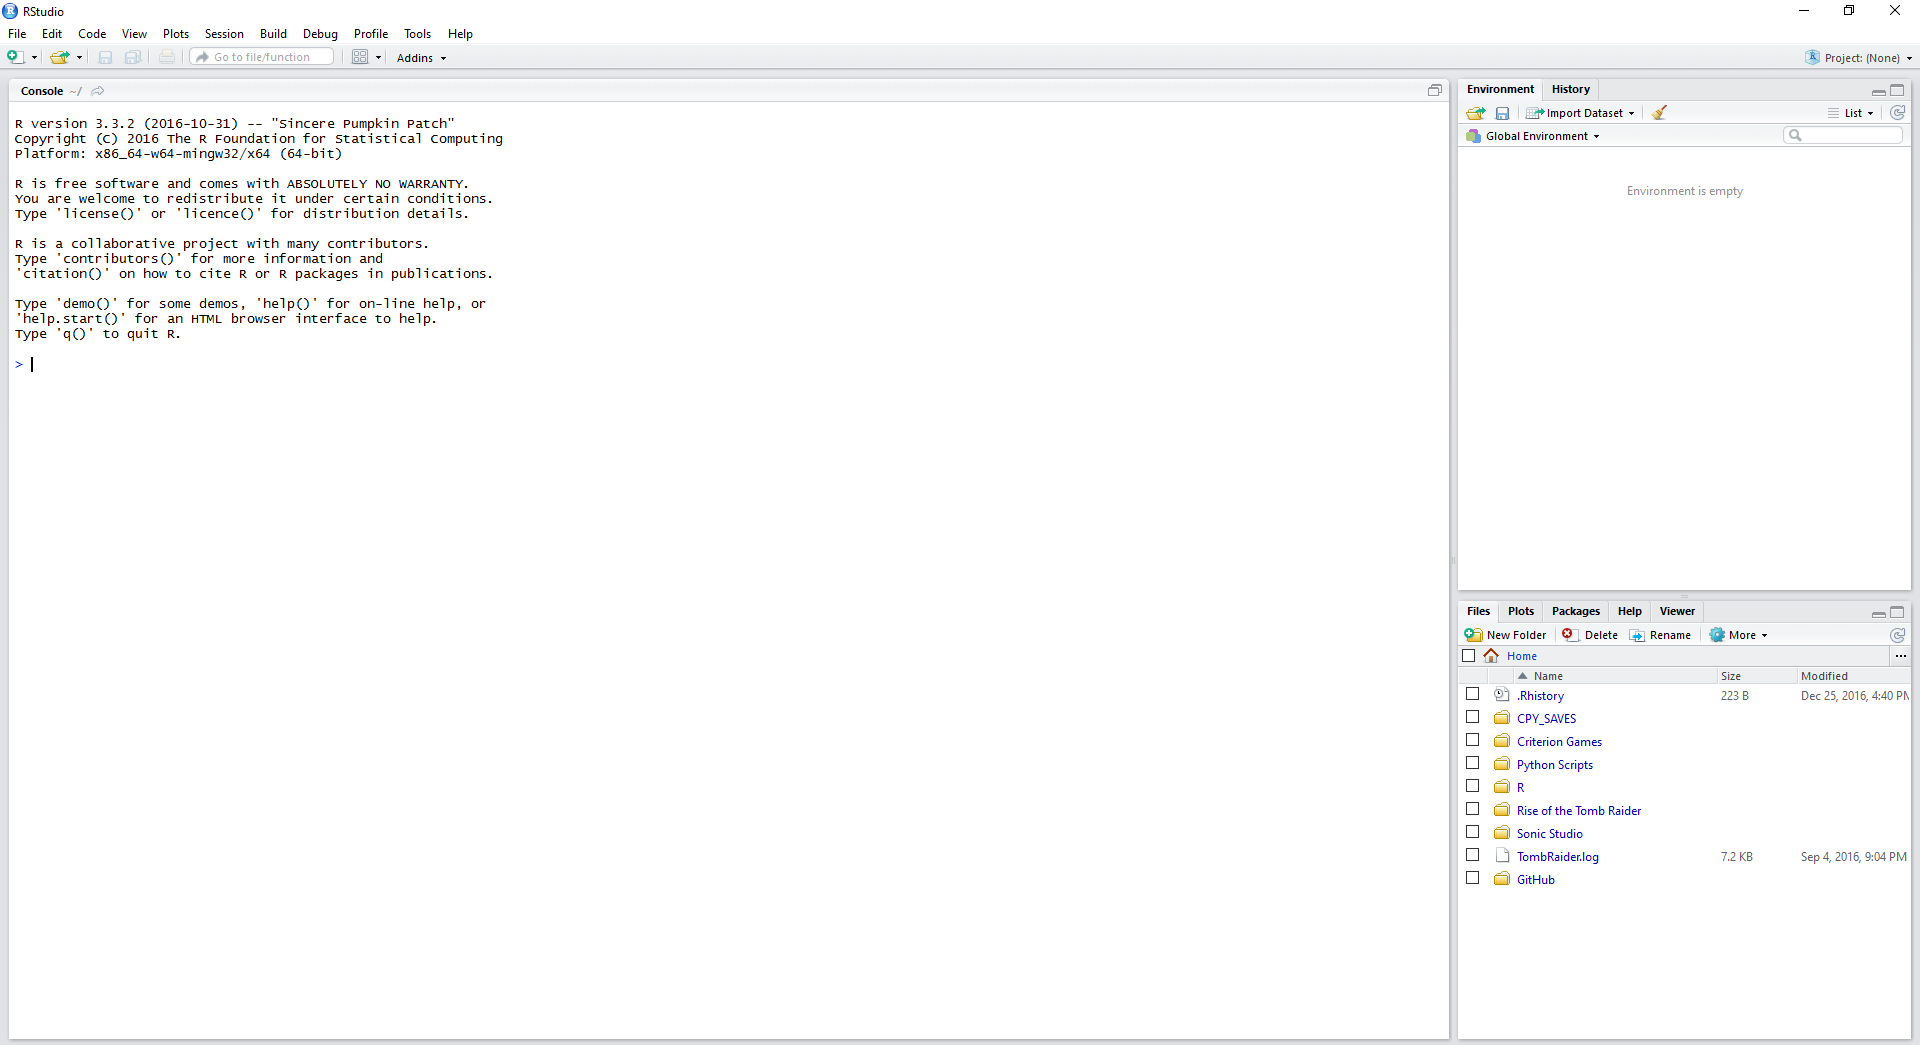 RStudio
File Edit Code View Plots Session Build Debug Profile Tools Help
Go to file/function Addins Project: (None)
Console ~/
R version 3.3.2 (2016-10-31) -- "Sincere Pumpkin Patch"
Copyright (C) 2016 The R Foundation for Statistical Computing
Platform: x86_64-w64-mingw32/x64 (64-bit)
R is free software and comes with ABSOLUTELY NO WARRANTY.
You are welcome to redistribute it under certain conditions.
Type 'license()' or 'licence()' for distribution details.
R is a collaborative project with many contributors.
Type 'contributors()' for more information and
'citation()' on how to cite R or R packages in publications.
Type 'demo()' for some demos, 'help()' for on-line help, or
'help.start()' for an HTML browser interface to help.
Type 'q()' to quit R.
>
Environment History
Import Dataset List
Global Environment
Environment is empty
Files Plots Packages Help Viewer
New Folder Delete Rename More
Home ...
Name Size Modified
.Rhistory 223 B Dec 25, 2016, 4:40 PM
CPY_SAVES
Criterion Games
Python Scripts
R
Rise of the Tomb Raider
Sonic Studio
TombRaider.log 7.2 KB Sep 4, 2016, 9:04 PM
GitHub